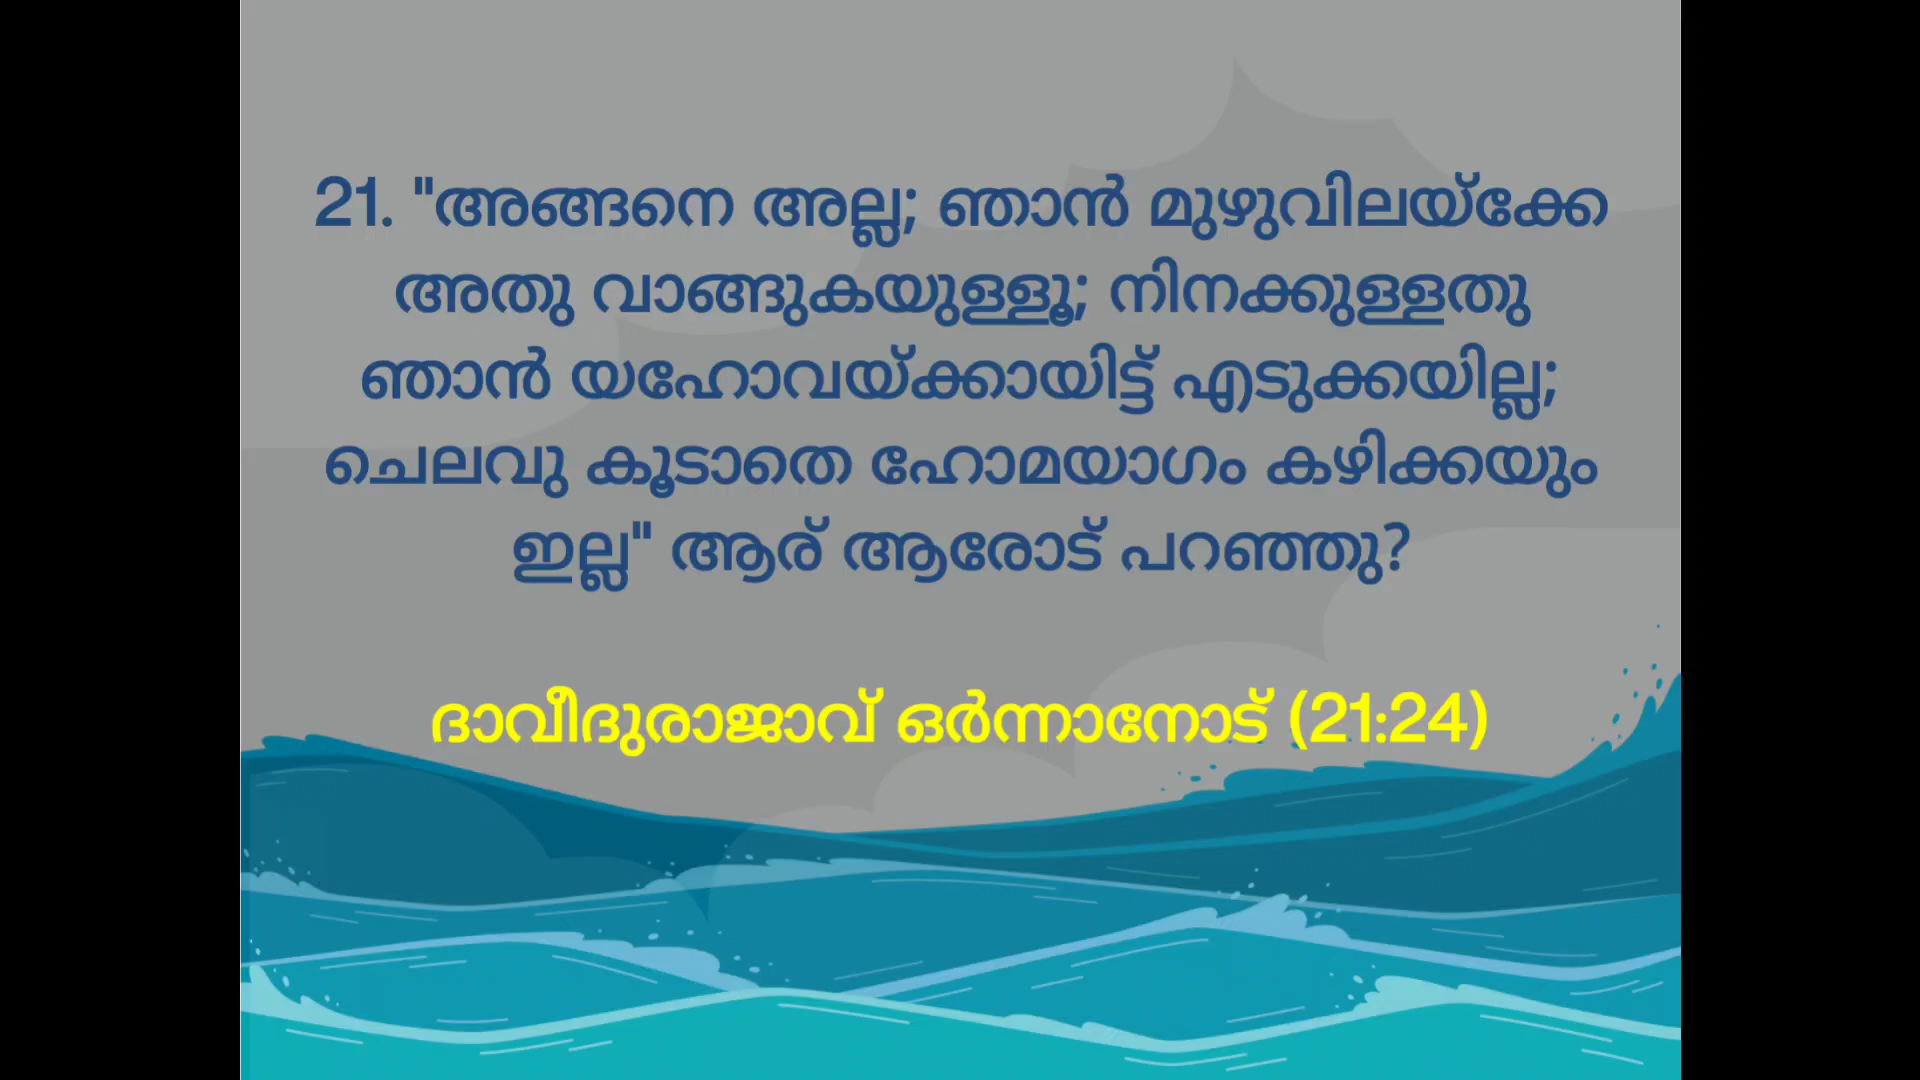 21. "അങ്ങനെ അല്ല; ഞാൻ മുഴുവിലയ്ക്കേ
അതു വാങ്ങുകയുള്ളൂ; നിനക്കുള്ളതു
ഞാൻ യഹോവയ്ക്കായിട്ട് എടുക്കയില്ല;
ചെലവു കൂടാതെ ഹോമയാഗം കഴിക്കയും
ഇല്ല" ആര് ആരോട് പറഞ്ഞു?
ദാവീദുരാജാവ് ഒർന്നാനോട് (21:24)